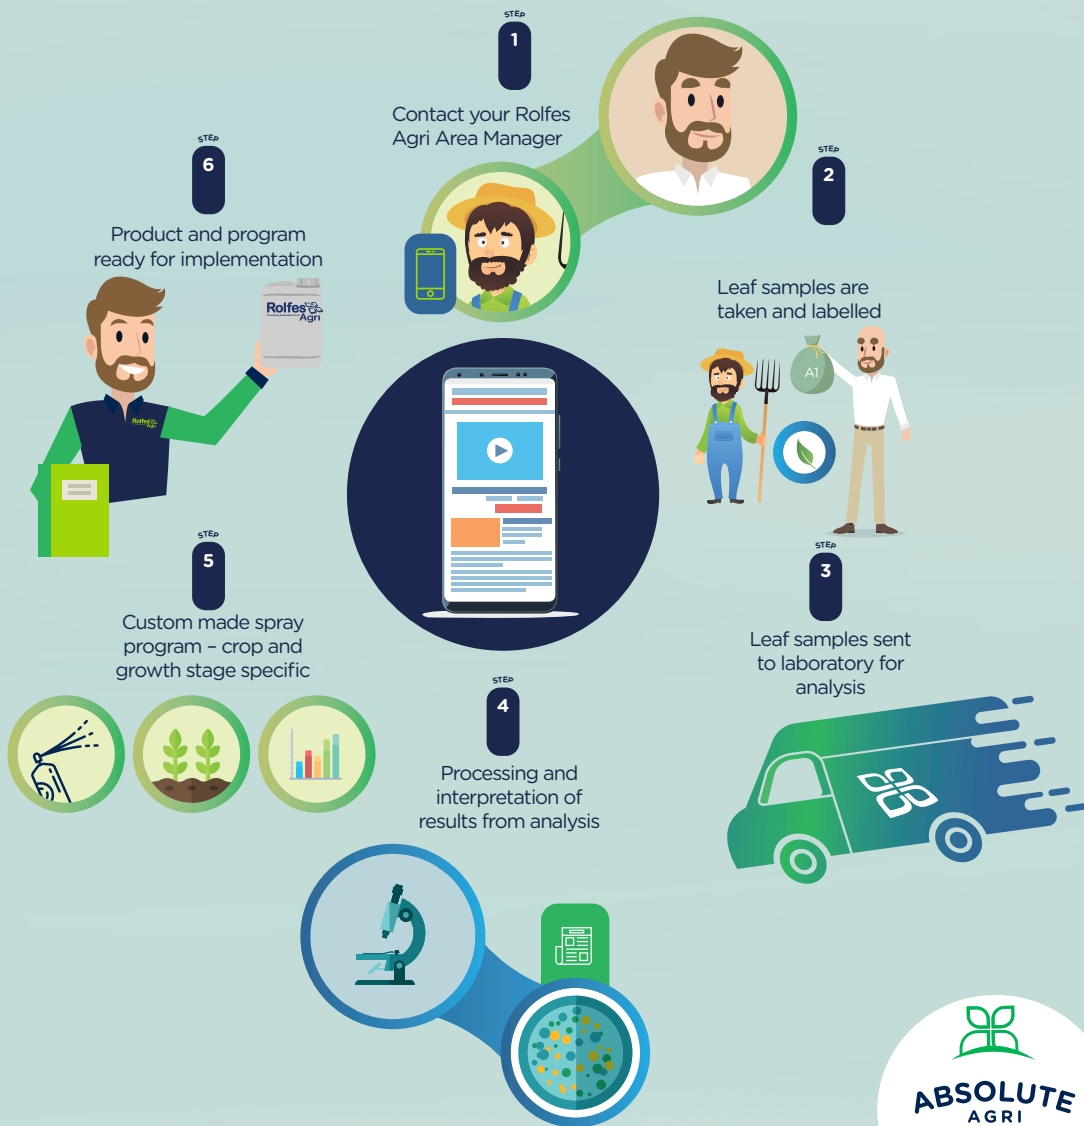 STEP
1
Contact your Rolfes
Agri Area Manager
STEP
2
Leaf samples are
taken and labelled
A1
STEP
3
Leaf samples sent
to laboratory for
analysis
STEP
4
Processing and
interpretation of
results from analysis
STEP
5
Custom made spray
program – crop and
growth stage specific
STEP
6
Product and program
ready for implementation
Rolfes
Agri
Rolfes
Agri
ABSOLUTE
AGRI